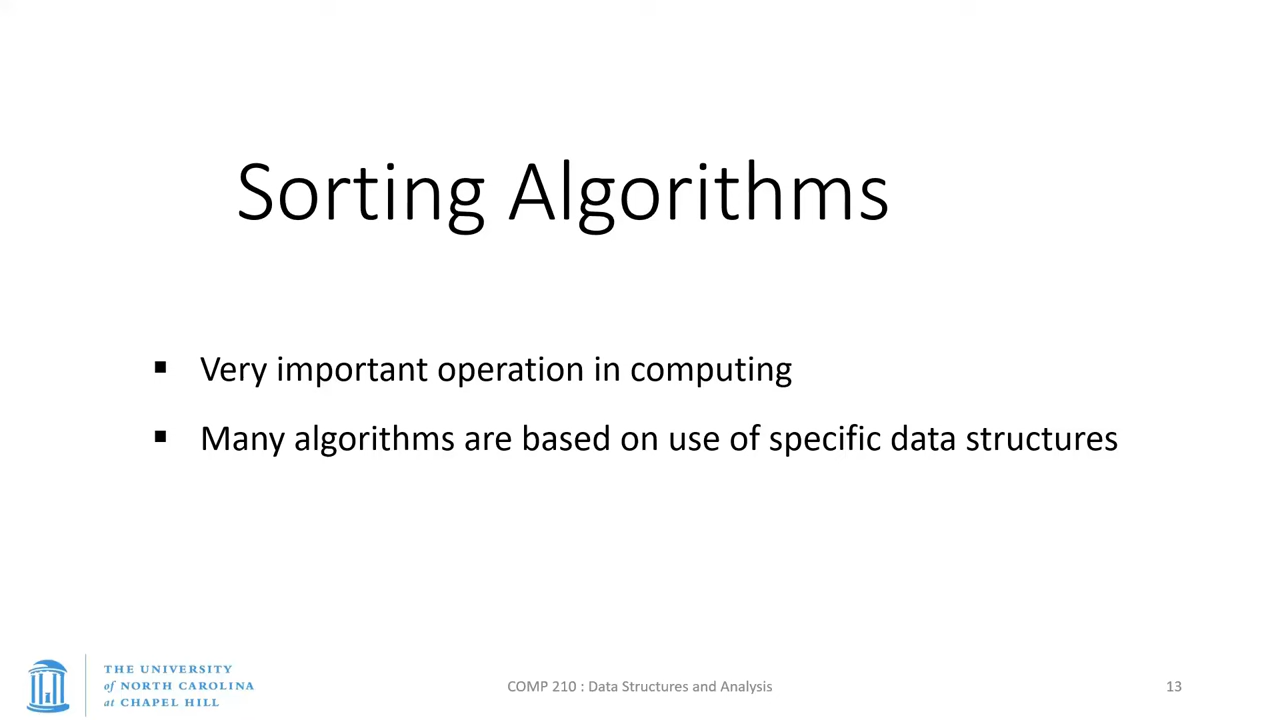 Sorting Algorithms
▪ Very important operation in computing
▪ Many algorithms are based on use of specific data structures
THE UNIVERSITY
of NORTH CAROLINA
at CHAPEL HILL
COMP 210 : Data Structures and Analysis
13